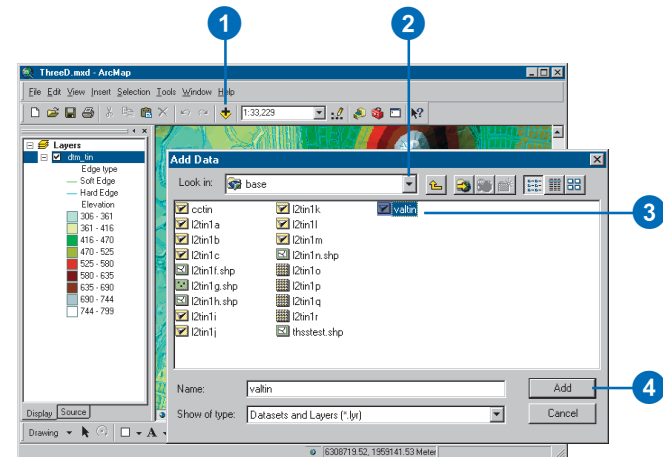 1
2
ThreeD.mxd - ArcMap
File Edit View Insert Selection Tools Window Help
1:33,229
Layers
dtm_tin
Edge type
Soft Edge
Hard Edge
Elevation
306 - 361
361 - 416
416 - 470
470 - 525
525 - 580
580 - 635
635 - 690
690 - 744
744 - 799
Display Source
Drawing A
Add Data
Look in: base
cctin
l2tin1a
l2tin1b
l2tin1c
l2tin1f.shp
l2tin1g.shp
l2tin1h.shp
l2tin1i
l2tin1j
l2tin1k
l2tin1l
l2tin1m
l2tin1n.shp
l2tin1o
l2tin1p
l2tin1q
l2tin1r
thsstest.shp
valtin
3
Name: valtin
Add
4
Show of type: Datasets and Layers (*.lyr)
Cancel
6308719.52, 1959141.53 Meter